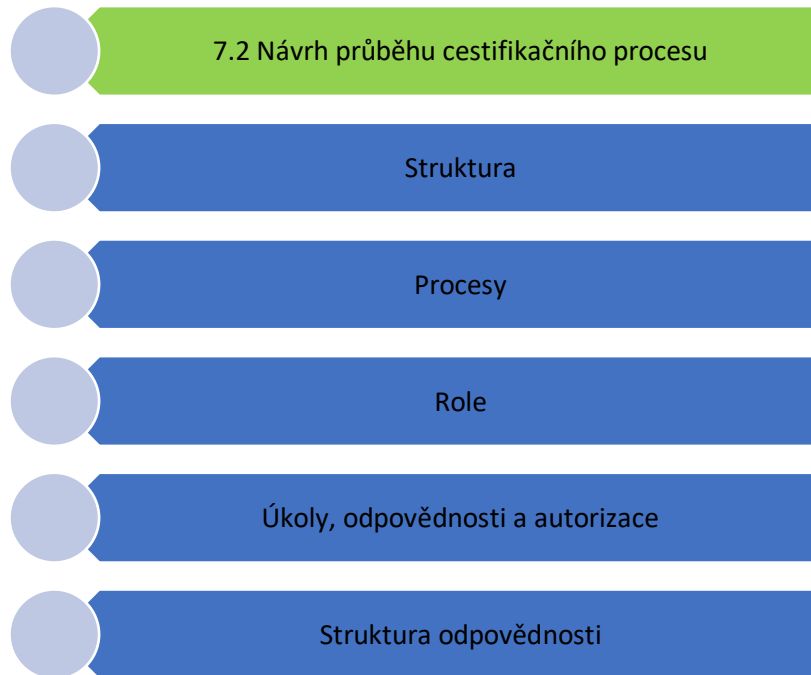 7.2 Návrh průběhu cestifikačního procesu
Struktura
Procesy
Role
Úkoly, odpovědnosti a autorizace
Struktura odpovědnosti